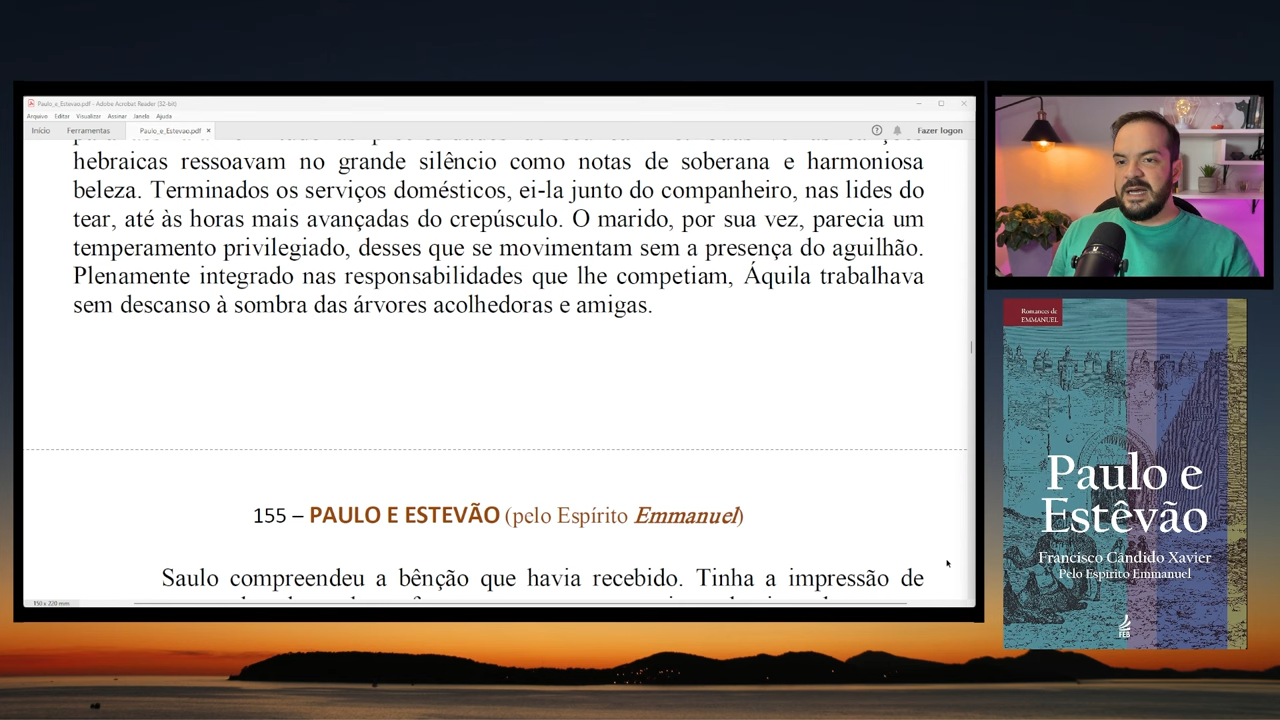 Paulo_e_Estevao.pdf - Adobe Acrobat Reader (32-bit)
Arquivo Editar Visualizar Assinar Janela Ajuda
Início Ferramentas Paulo_e_Estevao.pdf × Fazer logon
hebraicas ressoavam no grande silêncio como notas de soberana e harmoniosa
beleza. Terminados os serviços domésticos, ei-la junto do companheiro, nas lides do
tear, até às horas mais avançadas do crepúsculo. O marido, por sua vez, parecia um
temperamento privilegiado, desses que se movimentam sem a presença do aguilhão.
Plenamente integrado nas responsabilidades que lhe competiam, Áquila trabalhava
sem descanso à sombra das árvores acolhedoras e amigas.
155 – PAULO E ESTEVÃO (pelo Espírito Emmanuel)
Saulo compreendeu a bênção que havia recebido. Tinha a impressão de
150 x 220 mm
Romances de
EMMANUEL
Paulo e
Estêvão
Francisco Cândido Xavier
Pelo Espírito Emmanuel
FEB